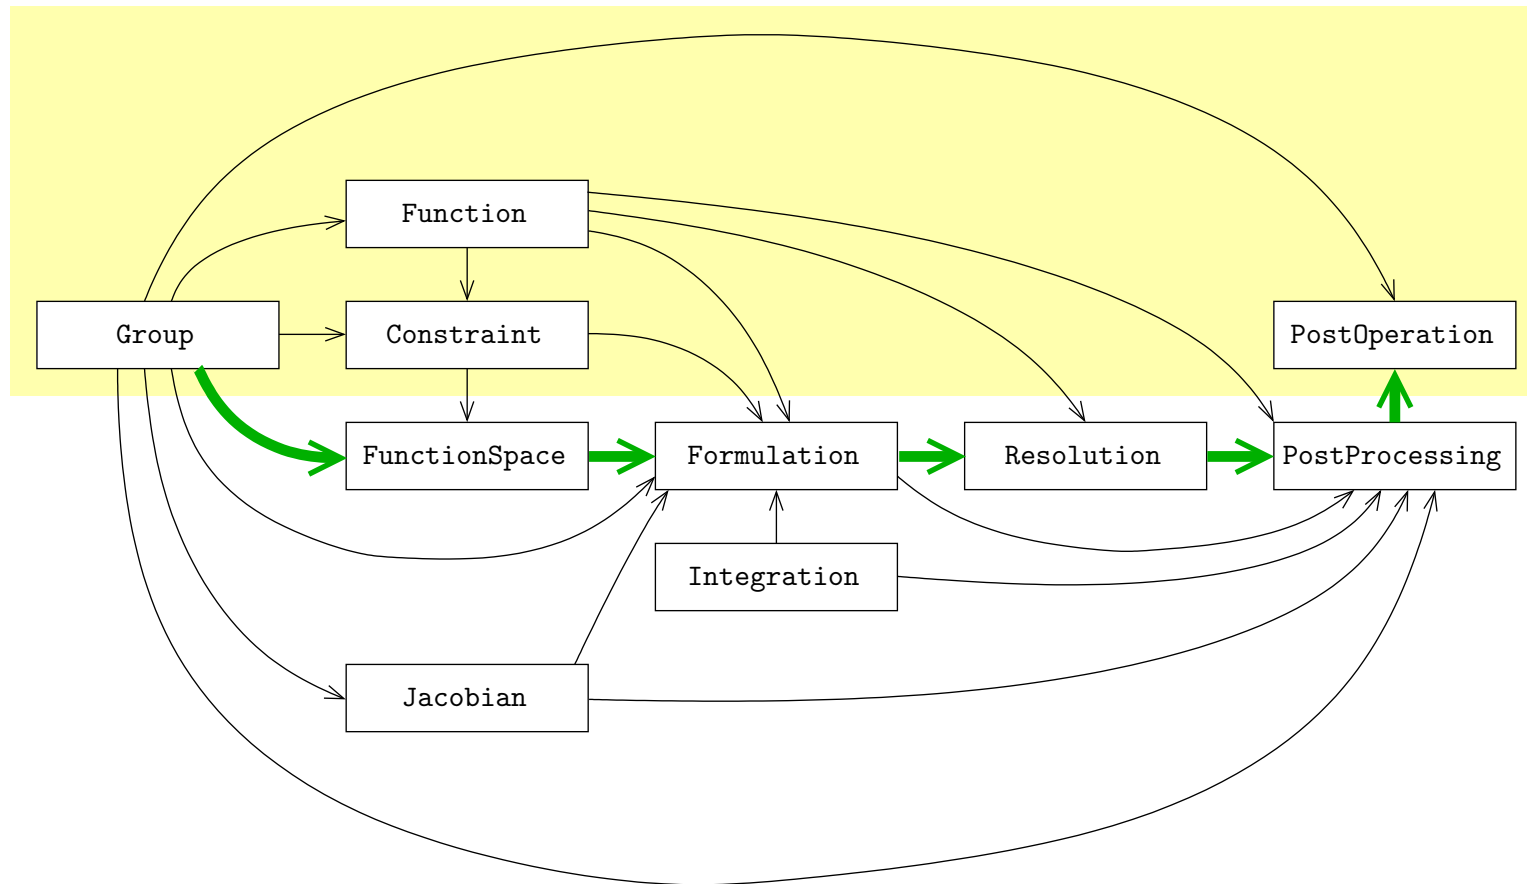 Function
Group
Constraint
PostOperation
FunctionSpace
Formulation
Resolution
PostProcessing
Integration
Jacobian